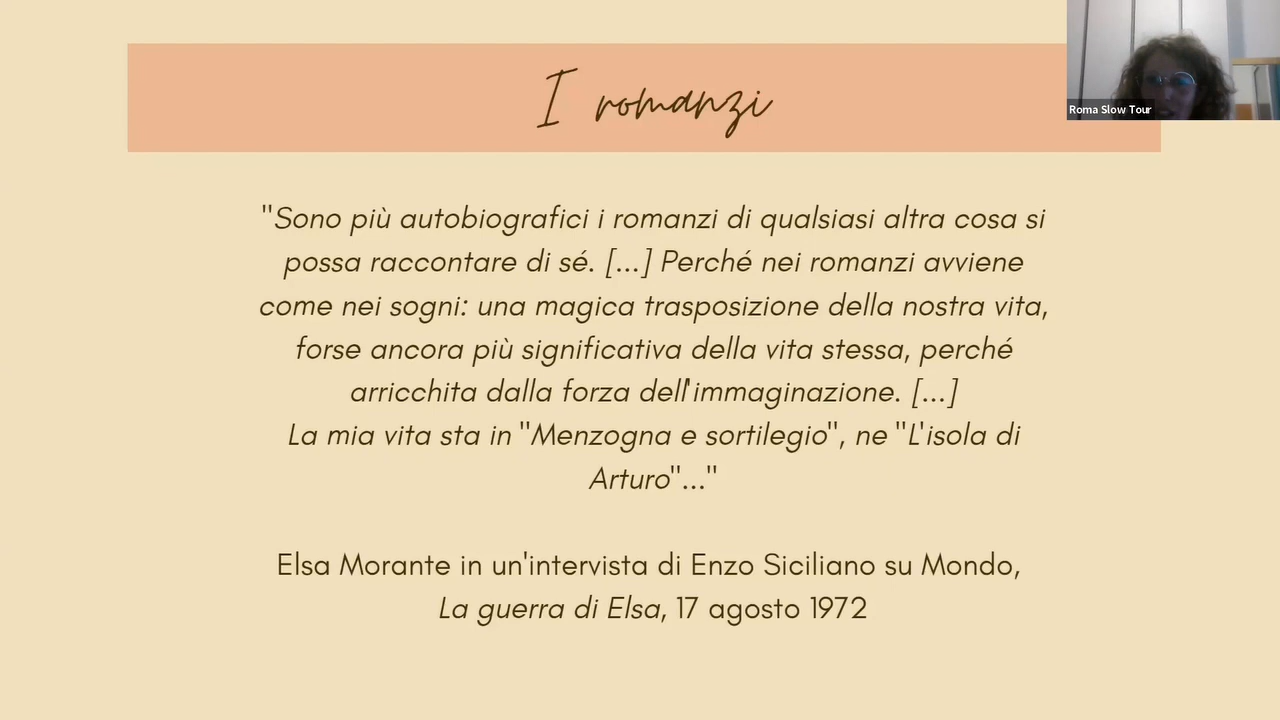 I romanzi
Roma Slow Tour
"Sono più autobiografici i romanzi di qualsiasi altra cosa si
possa raccontare di sé. [...] Perché nei romanzi avviene
come nei sogni: una magica trasposizione della nostra vita,
forse ancora più significativa della vita stessa, perché
arricchita dalla forza dell'immaginazione. [...]
La mia vita sta in "Menzogna e sortilegio", ne "L'isola di
Arturo"..."
Elsa Morante in un'intervista di Enzo Siciliano su Mondo,
La guerra di Elsa, 17 agosto 1972